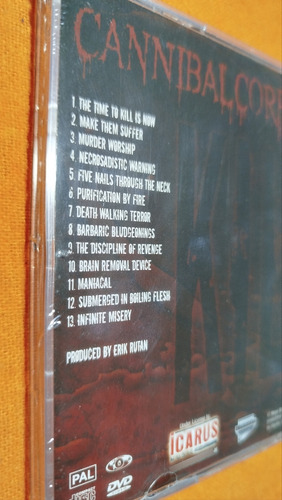 CANNIBAL CORP
1. THE TIME TO KILL IS NOW
2. MAKE THEM SUFFER
3. MURDER WORSHIP
4. NECROSADISTIC WARNING
5. FIVE NAILS THROUGH THE NECK
6. PURIFICATION BY FIRE
7. DEATH WALKING TERROR
8. BARBARIC BLUDGEONINGS
9. THE DISCIPLINE OF REVENGE
10. BRAIN REMOVAL DEVICE
11. MANIACAL
12. SUBMERGED IN BOILING FLESH
13. INFINITE MISERY
PRODUCED BY ERIK RUTAN
ICARUS
PAL
DVD